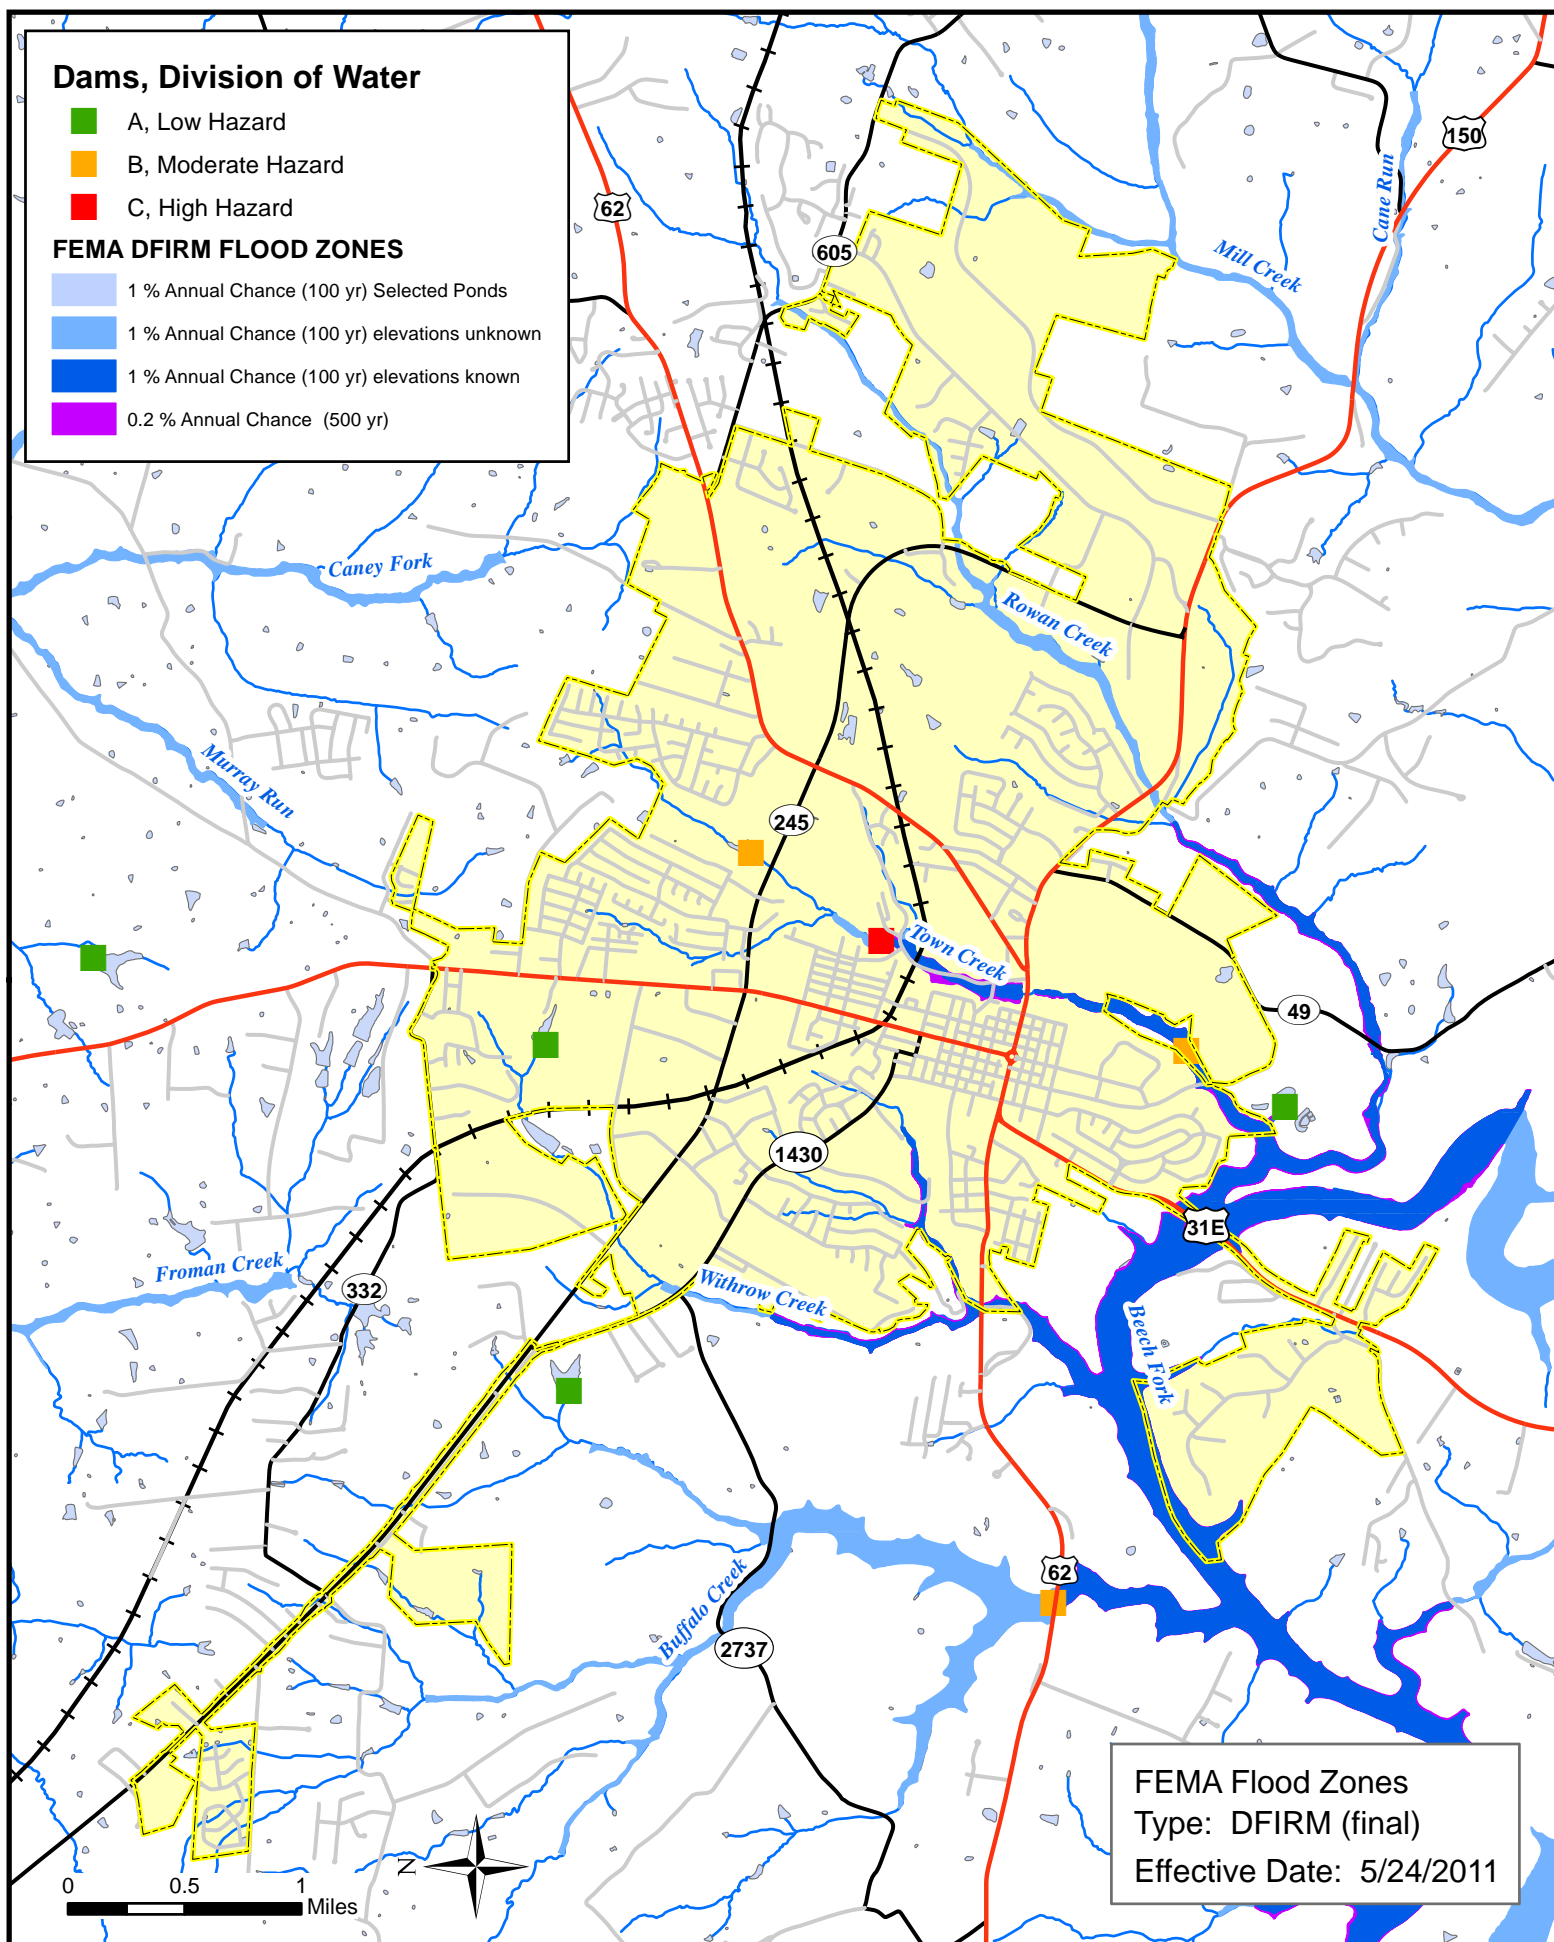 Dams, Division of Water
A, Low Hazard
B, Moderate Hazard
C, High Hazard
FEMA DFIRM FLOOD ZONES
1 % Annual Chance (100 yr) Selected Ponds
1 % Annual Chance (100 yr) elevations unknown
1 % Annual Chance (100 yr) elevations known
0.2 % Annual Chance (500 yr)
150
62
Cane Run
605
Mill Creek
Caney Fork
Rowan Creek
Murray Run
245
Town Creek
49
1430
31E
Froman Creek
332
Withrow Creek
Beech Fork
62
Buffalo Creek
2737
FEMA Flood Zones
Type: DFIRM (final)
Effective Date: 5/24/2011
N
0 0.5 1
Miles